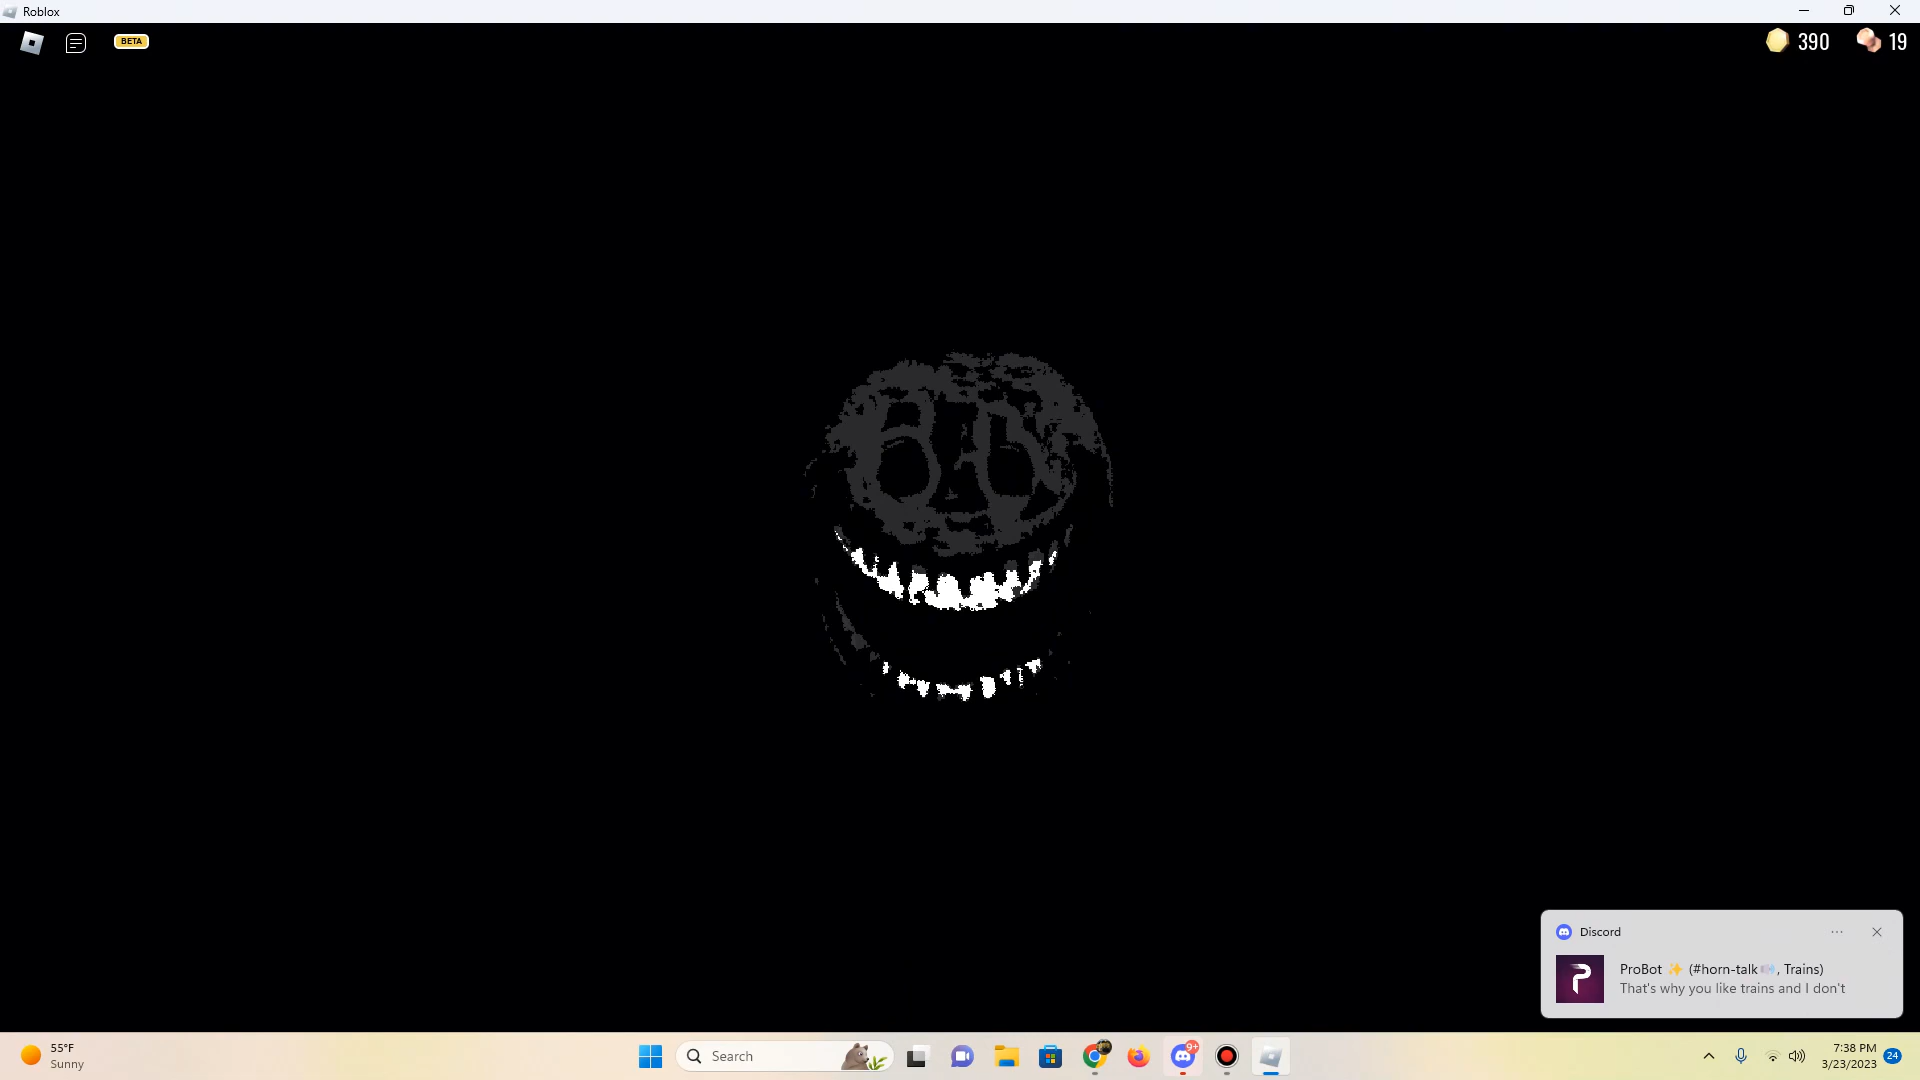 Roblox
BETA
390
19
Discord
ProBot ✨ (#horn-talk🔊, Trains)
That's why you like trains and I don't
55°F
Sunny
Search
9+
7:38 PM
3/23/2023
24